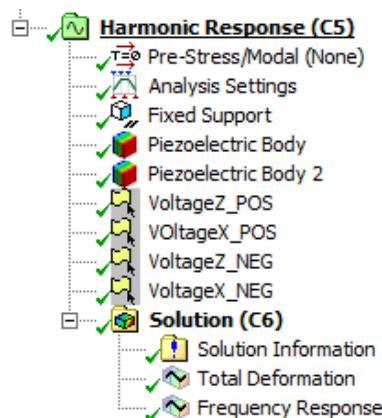 Harmonic Response (C5)
T=0 Pre-Stress/Modal (None)
Analysis Settings
Fixed Support
Piezoelectric Body
Piezoelectric Body 2
VoltageZ_POS
VOltageX_POS
VoltageZ_NEG
VoltageX_NEG
Solution (C6)
Solution Information
Total Deformation
Frequency Response